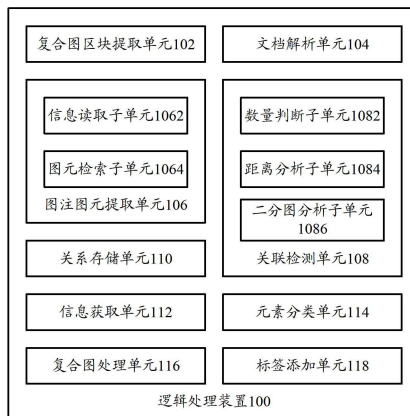 复合图区块提取单元102
文档解析单元104
信息读取子单元1062
图元检索子单元1064
图注图元提取单元106
数量判断子单元1082
距离分析子单元1084
二分图分析子单元
1086
关联检测单元108
关系存储单元110
信息获取单元112
元素分类单元114
复合图处理单元116
标签添加单元118
逻辑处理装置100